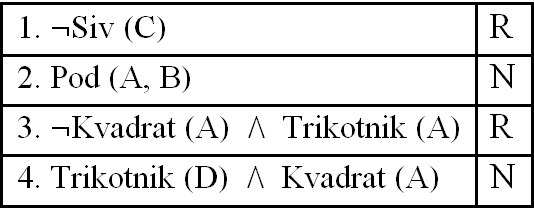 1. ¬Siv (C) R
2. Pod (A, B) N
3. ¬Kvadrat (A) ∧ Trikotnik (A) R
4. Trikotnik (D) ∧ Kvadrat (A) N